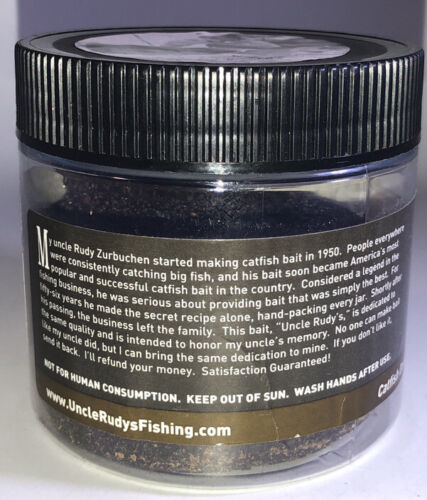 My uncle Rudy Zurbuchen started making catfish bait in 1950. People everywhere
were consistently catching big fish, and his bait soon became America's most
popular and successful catfish bait in the country. Considered a legend in the
fishing business, he was serious about providing bait that was simply the best. For
fifty-six years he made the secret recipe alone, hand-packing every jar. Shortly after
his passing, the business left the family. This bait, "Uncle Rudy's," is dedicated to
the same quality and is intended to honor my uncle's memory. No one can make bait
like my uncle did, but I can bring the same dedication to mine. If you don't like it,
send it back. I'll refund your money. Satisfaction Guaranteed!
NOT FOR HUMAN CONSUMPTION. KEEP OUT OF SUN. WASH HANDS AFTER USE.
www.UncleRudysFishing.com
Catfish